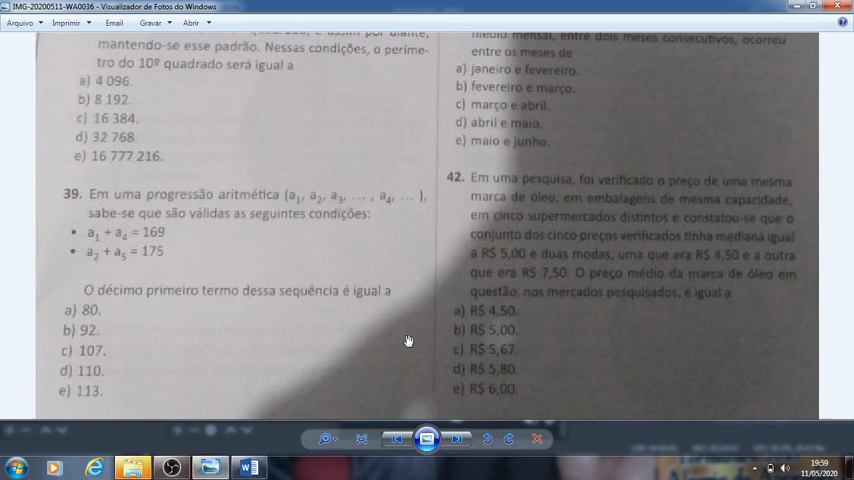 IMG-20200511-WA0036 - Visualizador de Fotos do Windows
Arquivo Imprimir Email Gravar Abrir
mantendo-se esse padrão. Nessas condições, o períme-
tro do 10º quadrado será igual a
a) 4 096.
b) 8 192.
c) 16 384.
d) 32 768.
e) 16 777 216.
39. Em uma progressão aritmética (a1, a2, a3, ... , a4, ... ),
sabe-se que são válidas as seguintes condições:
• a1 + a4 = 169
• a2 + a5 = 175
O décimo primeiro termo dessa sequência é igual a
a) 80.
b) 92.
c) 107.
d) 110.
e) 113.
médio mensal, entre dois meses consecutivos, ocorreu
entre os meses de
a) janeiro e fevereiro.
b) fevereiro e março.
c) março e abril.
d) abril e maio.
e) maio e junho.
42. Em uma pesquisa, foi verificado o preço de uma mesma
marca de óleo, em embalagens de mesma capacidade,
em cinco supermercados distintos e constatou-se que o
conjunto dos cinco preços verificados tinha mediana igual
a R$ 5,00 e duas modas, uma que era R$ 4,50 e a outra
que era R$ 7,50. O preço médio da marca de óleo em
questão, nos mercados pesquisados, é igual a
a) R$ 4,50.
b) R$ 5,00.
c) R$ 5,67.
d) R$ 5,80.
e) R$ 6,00.
19:59
11/05/2020